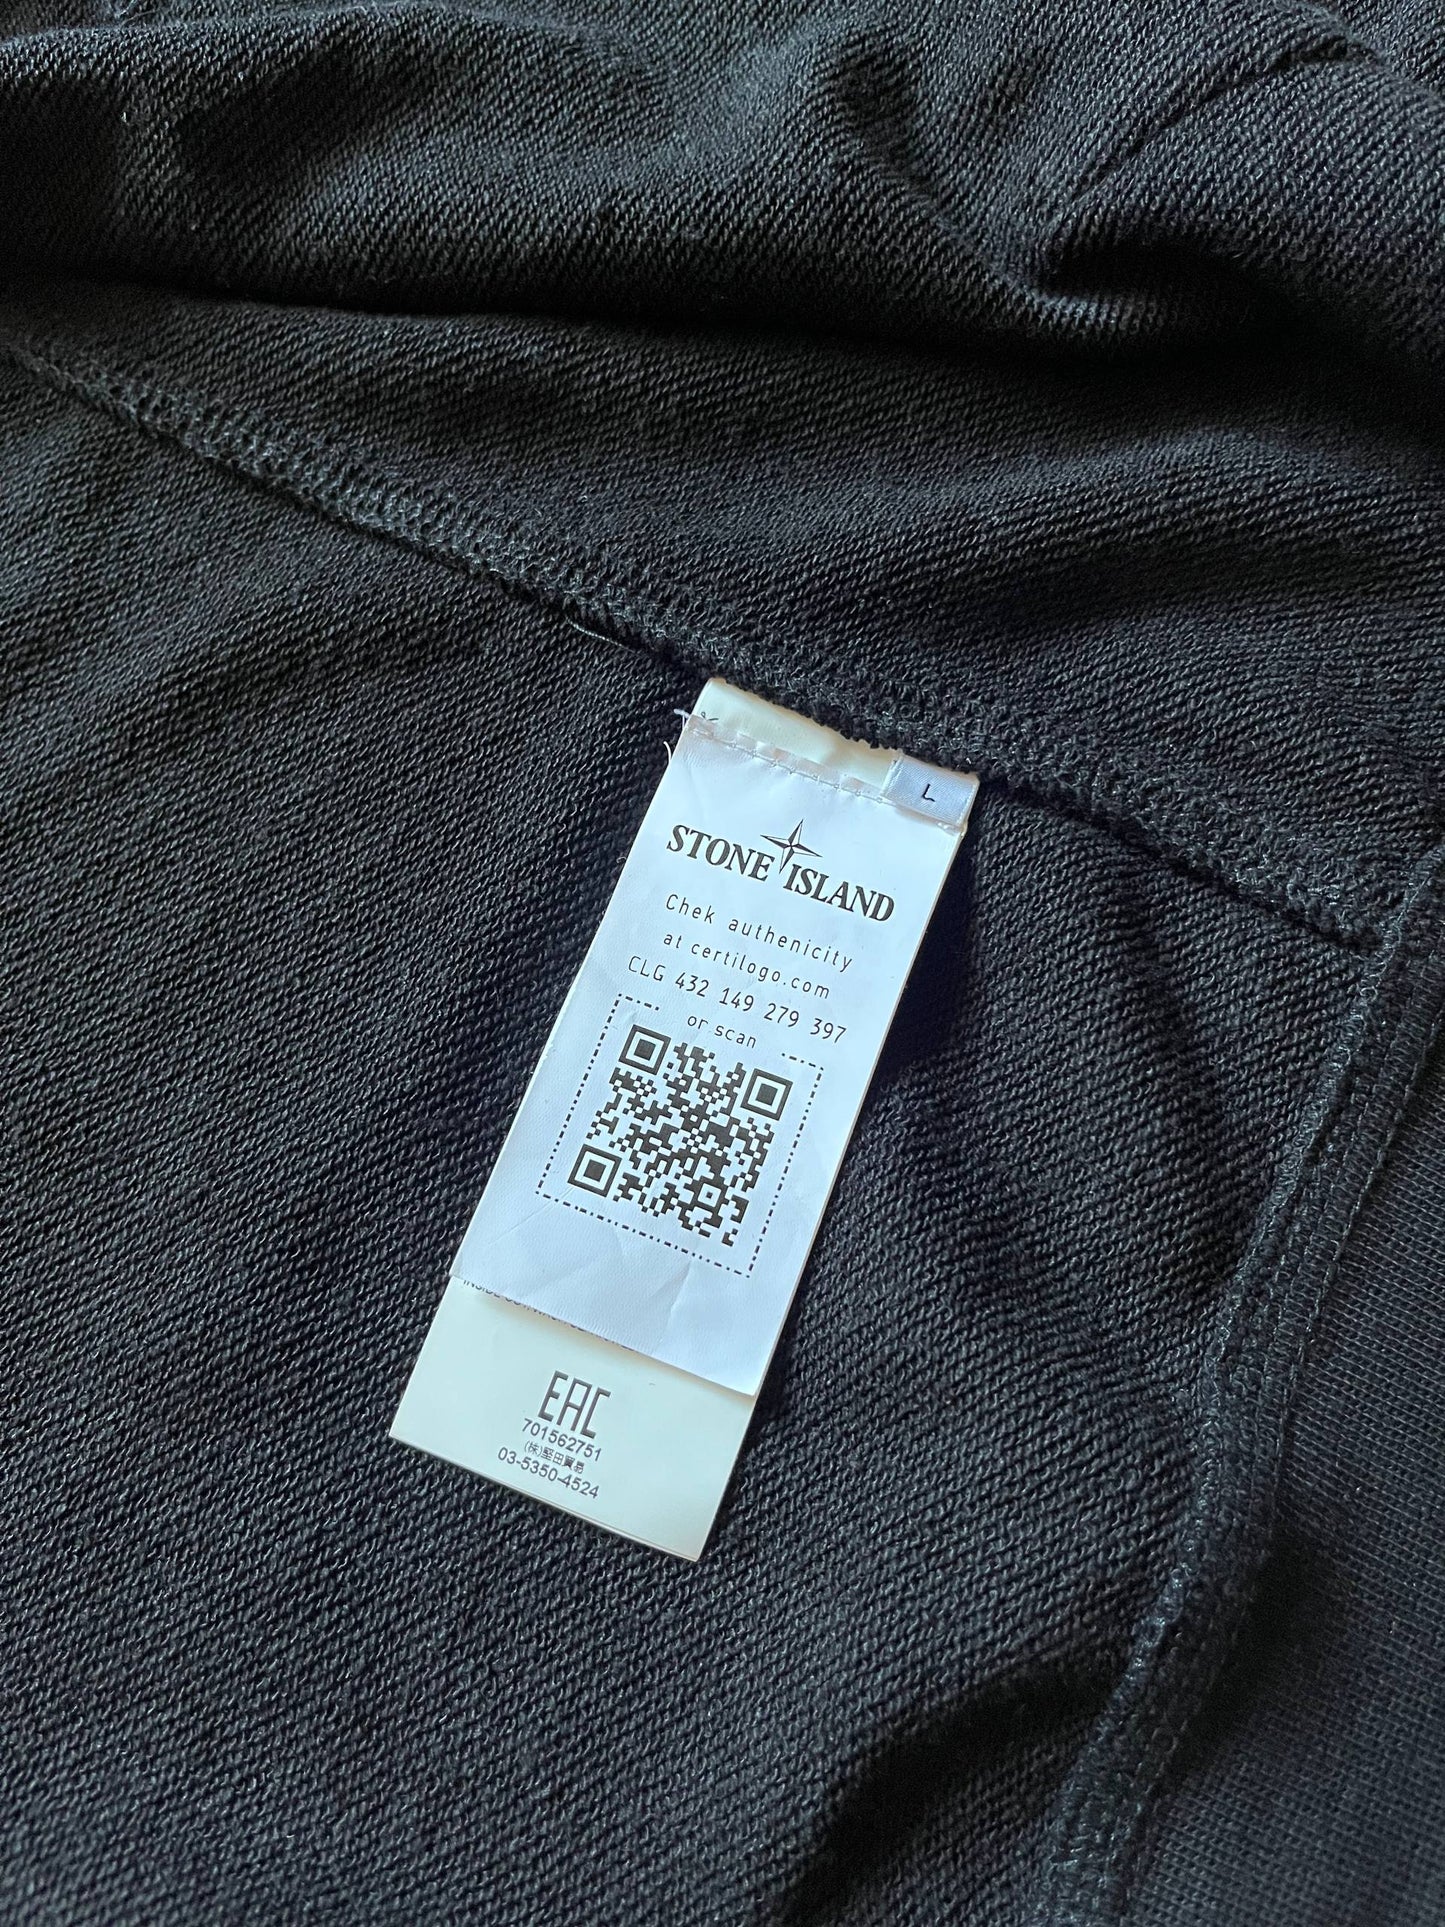 L
STONE ISLAND
Chek authenicity
at certilogo.com
CLG 432 149 279 397
or scan
EAC
701562751
(株)堅田貿易
03-5350-4524